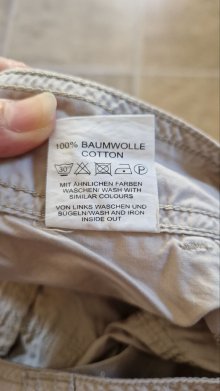 100% BAUMWOLLE
COTTON
30°
P
MIT ÄHNLICHEN FARBEN
WASCHEN/ WASH WITH
SIMILAR COLOURS
VON LINKS WASCHEN UND
BÜGELN/WASH AND IRON
INSIDE OUT